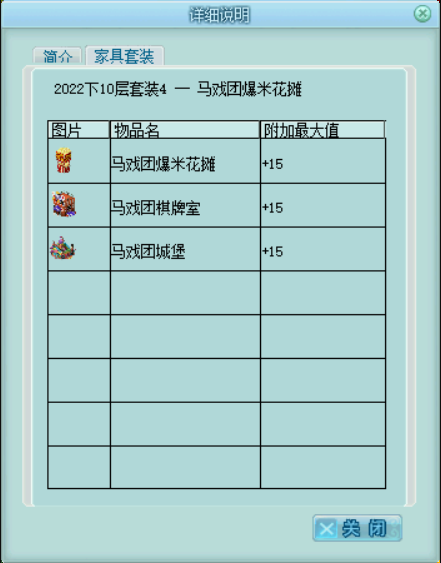 详细说明
简介 家具套装
2022下10层套装4 一 马戏团爆米花摊
图片 物品名 附加最大值
马戏团爆米花摊 +15
马戏团棋牌室 +15
马戏团城堡 +15
关闭